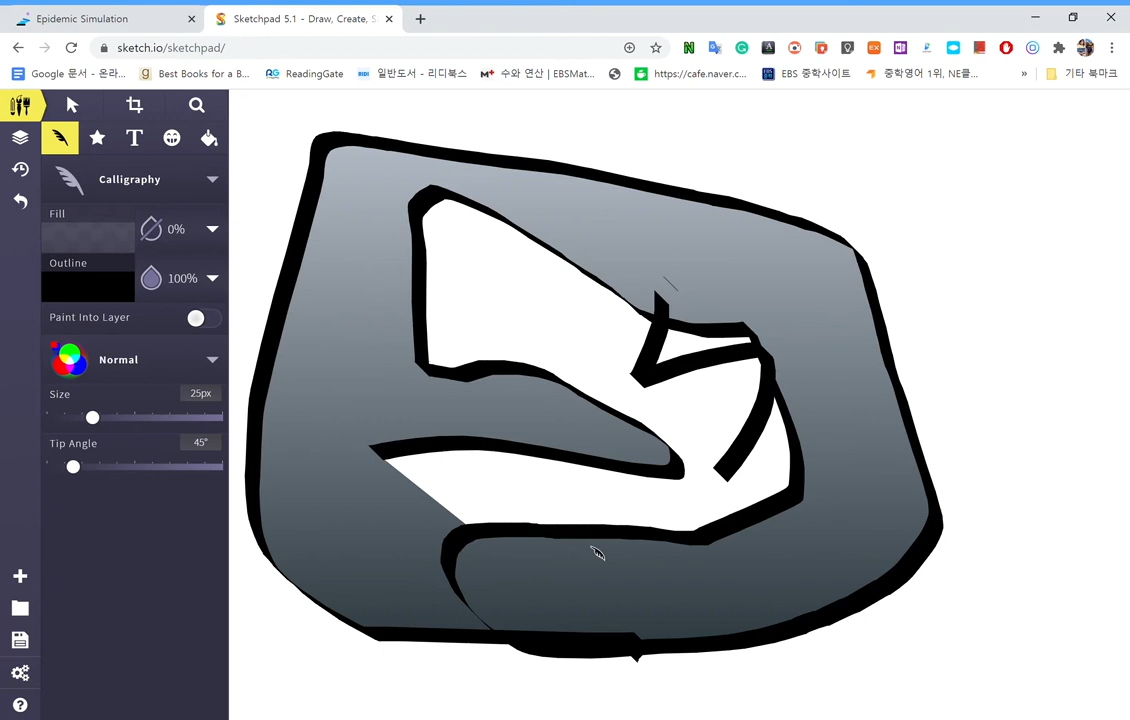 Epidemic Simulation
Sketchpad 5.1 - Draw, Create, S
sketch.io/sketchpad/
Google 문서 - 온라...
Best Books for a B...
ReadingGate
일반도서 - 리디북스
수와 연산 | EBSMat...
https://cafe.naver.c...
EBS 중학사이트
중학영어 1위, NE클...
»
기타 북마크
Calligraphy
Fill
0%
Outline
100%
Paint Into Layer
Normal
Size
25px
Tip Angle
45°